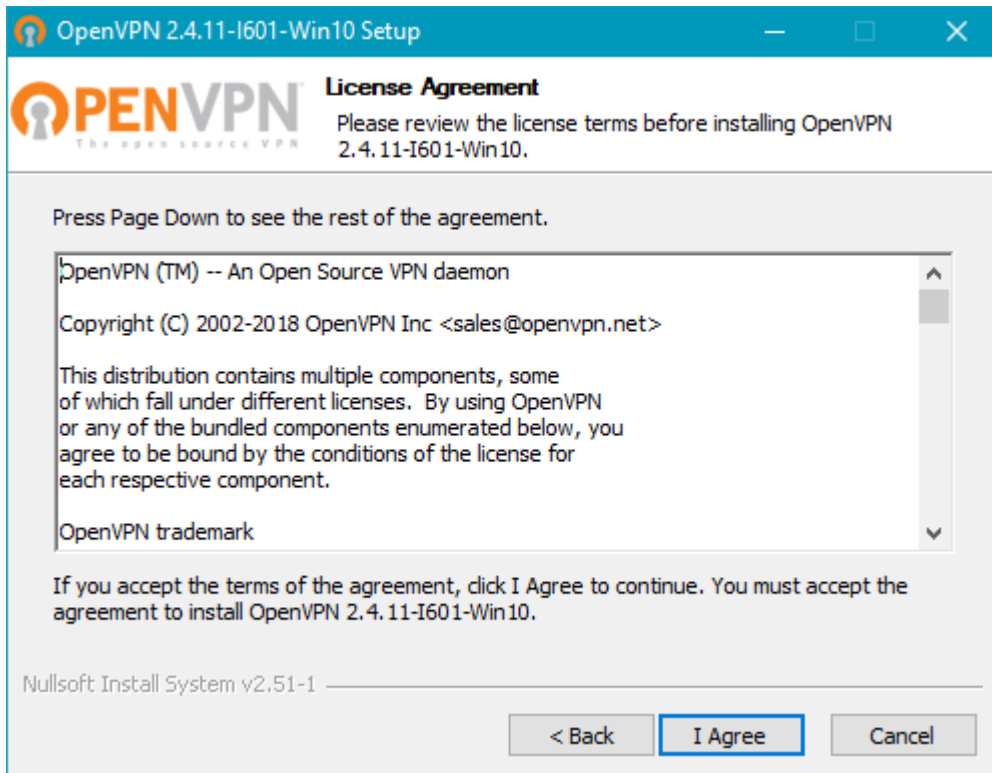 OpenVPN 2.4.11-I601-Win10 Setup
OPENVPN
The open source VPN
License Agreement
Please review the license terms before installing OpenVPN
2.4.11-I601-Win10.
Press Page Down to see the rest of the agreement.
OpenVPN (TM) -- An Open Source VPN daemon
Copyright (C) 2002-2018 OpenVPN Inc <sales@openvpn.net>
This distribution contains multiple components, some
of which fall under different licenses.  By using OpenVPN
or any of the bundled components enumerated below, you
agree to be bound by the conditions of the license for
each respective component.
OpenVPN trademark
If you accept the terms of the agreement, click I Agree to continue. You must accept the
agreement to install OpenVPN 2.4.11-I601-Win10.
Nullsoft Install System v2.51-1
< Back
I Agree
Cancel